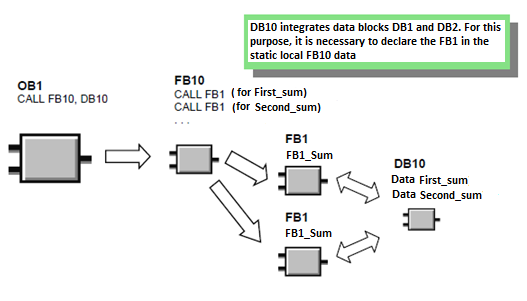 DB10 integrates data blocks DB1 and DB2. For this
purpose, it is necessary to declare the FB1 in the
static local FB10 data
OB1
CALL FB10, DB10
FB10
CALL FB1 (for First_sum)
CALL FB1 (for Second_sum)
. . .
FB1
FB1_Sum
DB10
Data First_sum
Data Second_sum
FB1
FB1_Sum